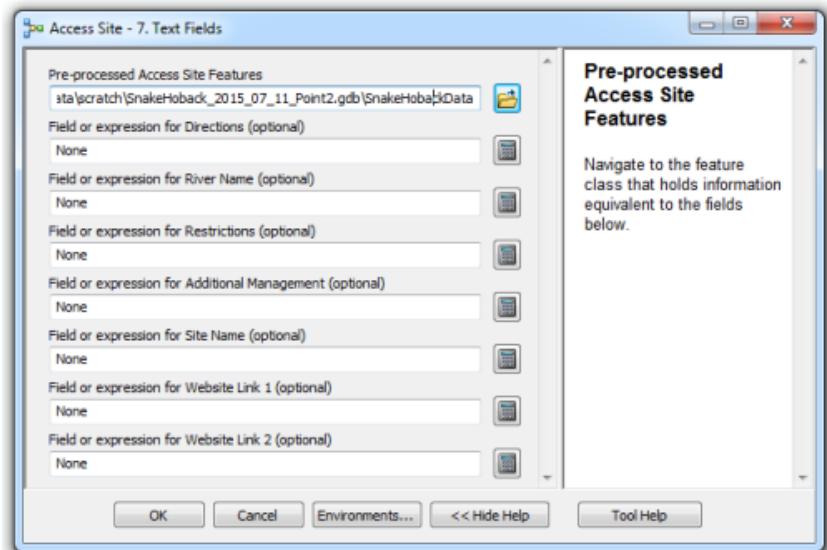 Access Site - 7. Text Fields
Pre-processed Access Site Features
ata\scratch\SnakeHoback_2015_07_11_Point2.gdb\SnakeHobackData
Field or expression for Directions (optional)
None
Field or expression for River Name (optional)
None
Field or expression for Restrictions (optional)
None
Field or expression for Additional Management (optional)
None
Field or expression for Site Name (optional)
None
Field or expression for Website Link 1 (optional)
None
Field or expression for Website Link 2 (optional)
None
Pre-processed
Access Site
Features
Navigate to the feature
class that holds information
equivalent to the fields
below.
OK
Cancel
Environments...
<< Hide Help
Tool Help